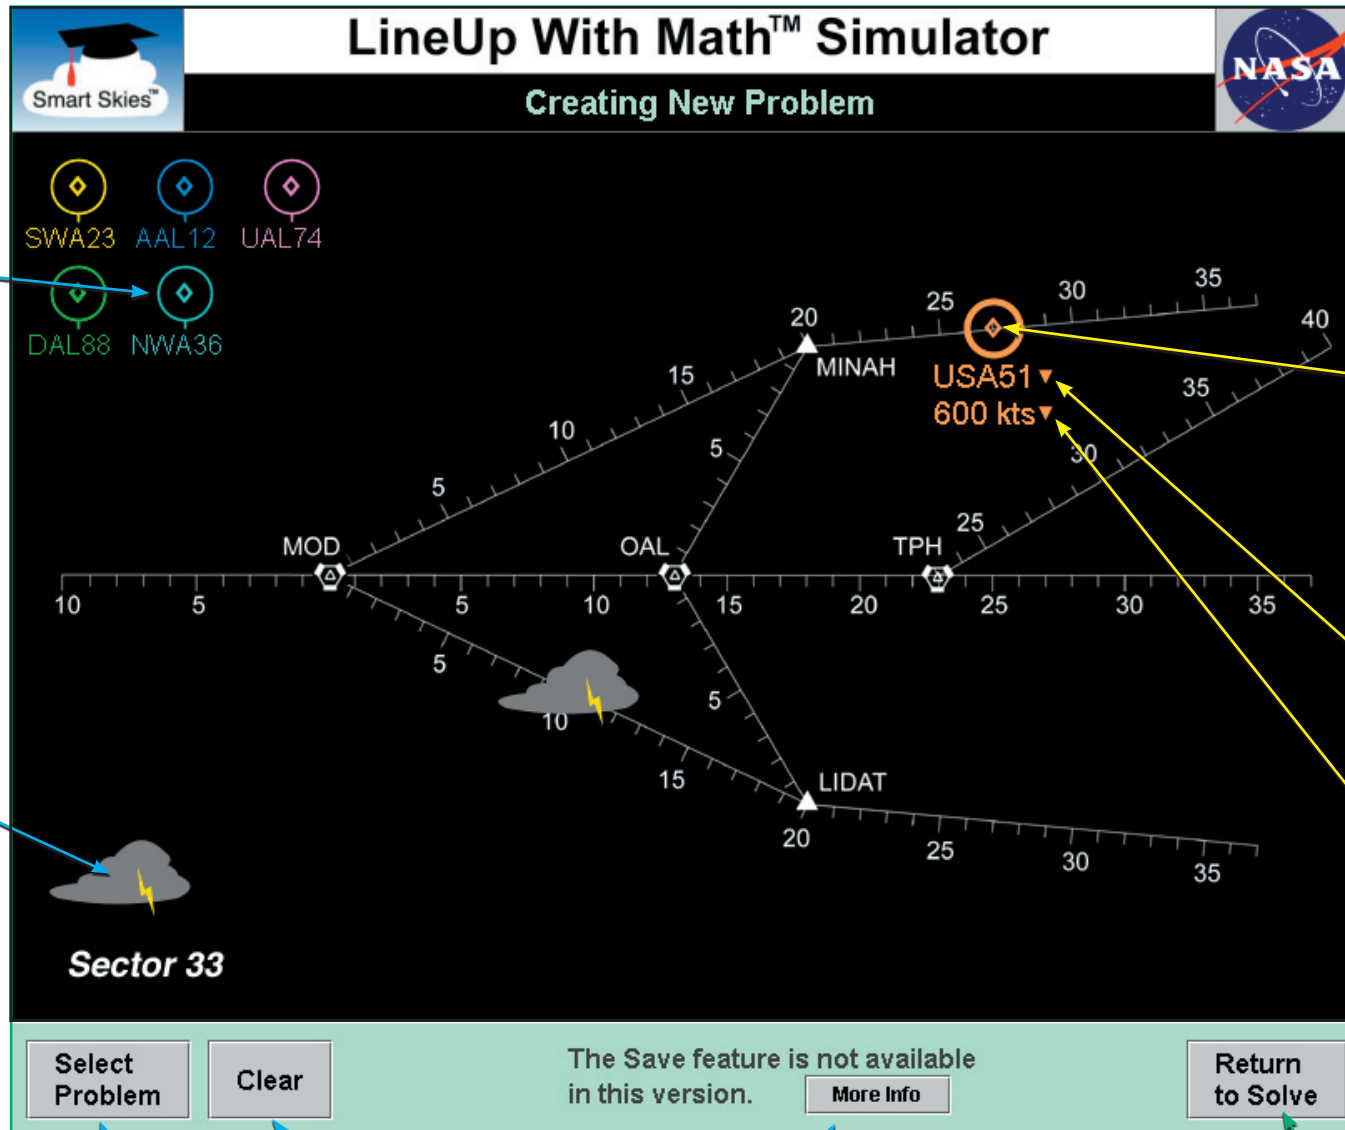 LineUp With Math™ Simulator
Smart Skies™
NASA
Creating New Problem
SWA23 AAL12 UAL74
DAL88 NWA36
20 25 30 35
40
MINAH
USA51
600 kts
15
10
5
5
35
30
25
MOD OAL TPH
10 5 5 10 15 20 25 30 35
5
10
15
5
LIDAT
20
25
30
35
Sector 33
Select
Problem
Clear
The Save feature is not available
in this version.
More Info
Return
to Solve